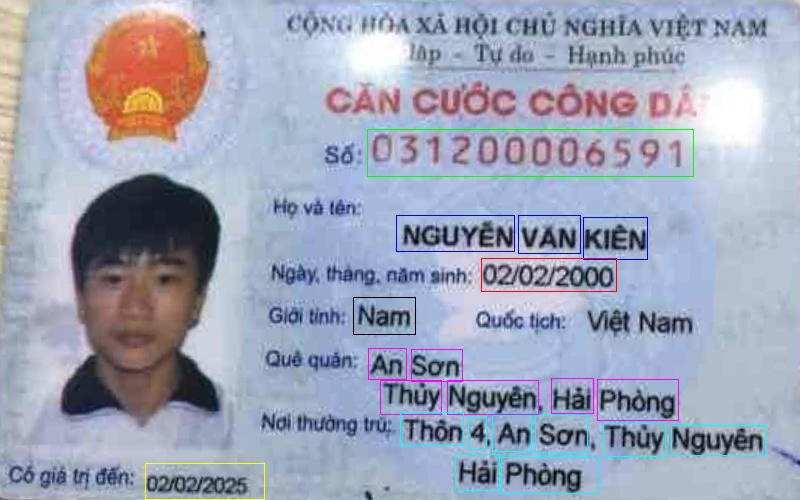 CỘNG HÒA XÃ HỘI CHỦ NGHĨA VIỆT NAM
lập - Tự do - Hạnh phúc
CĂN CƯỚC CÔNG DÂN
Số: 031200006591
Họ và tên:
NGUYỄN VĂN KIÊN
Ngày, tháng, năm sinh: 02/02/2000
Giới tính: Nam Quốc tịch: Việt Nam
Quê quán: An Sơn
Thủy Nguyên, Hải Phòng
Nơi thường trú: Thôn 4, An Sơn, Thủy Nguyên
Hải Phòng
Có giá trị đến: 02/02/2025